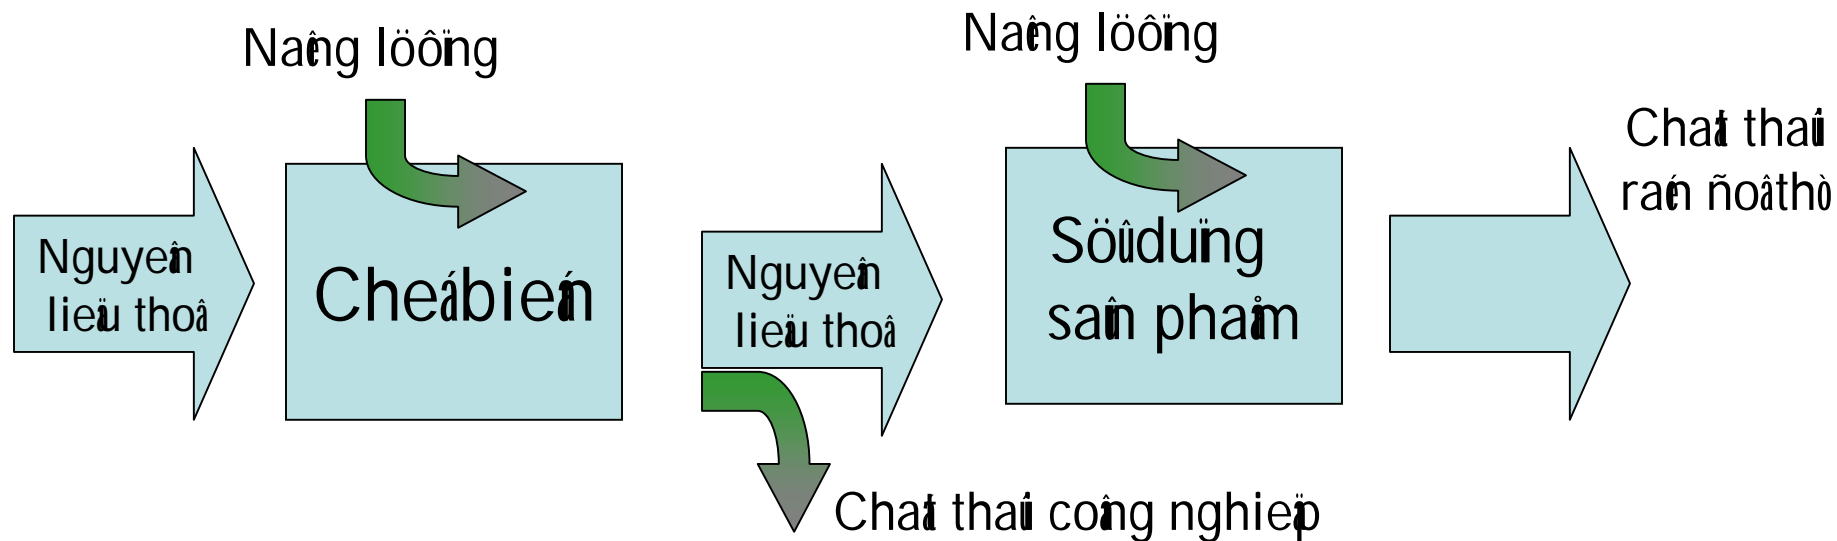 Naêng löôïng
Naêng löôïng
Chaát thaûi
raén ñoâ thò
Nguyeân
lieäu thoâ
Cheá bieán
Nguyeân
lieäu thoâ
Söû duïng
saûn phaåm
Chaát thaûi coâng nghieäp